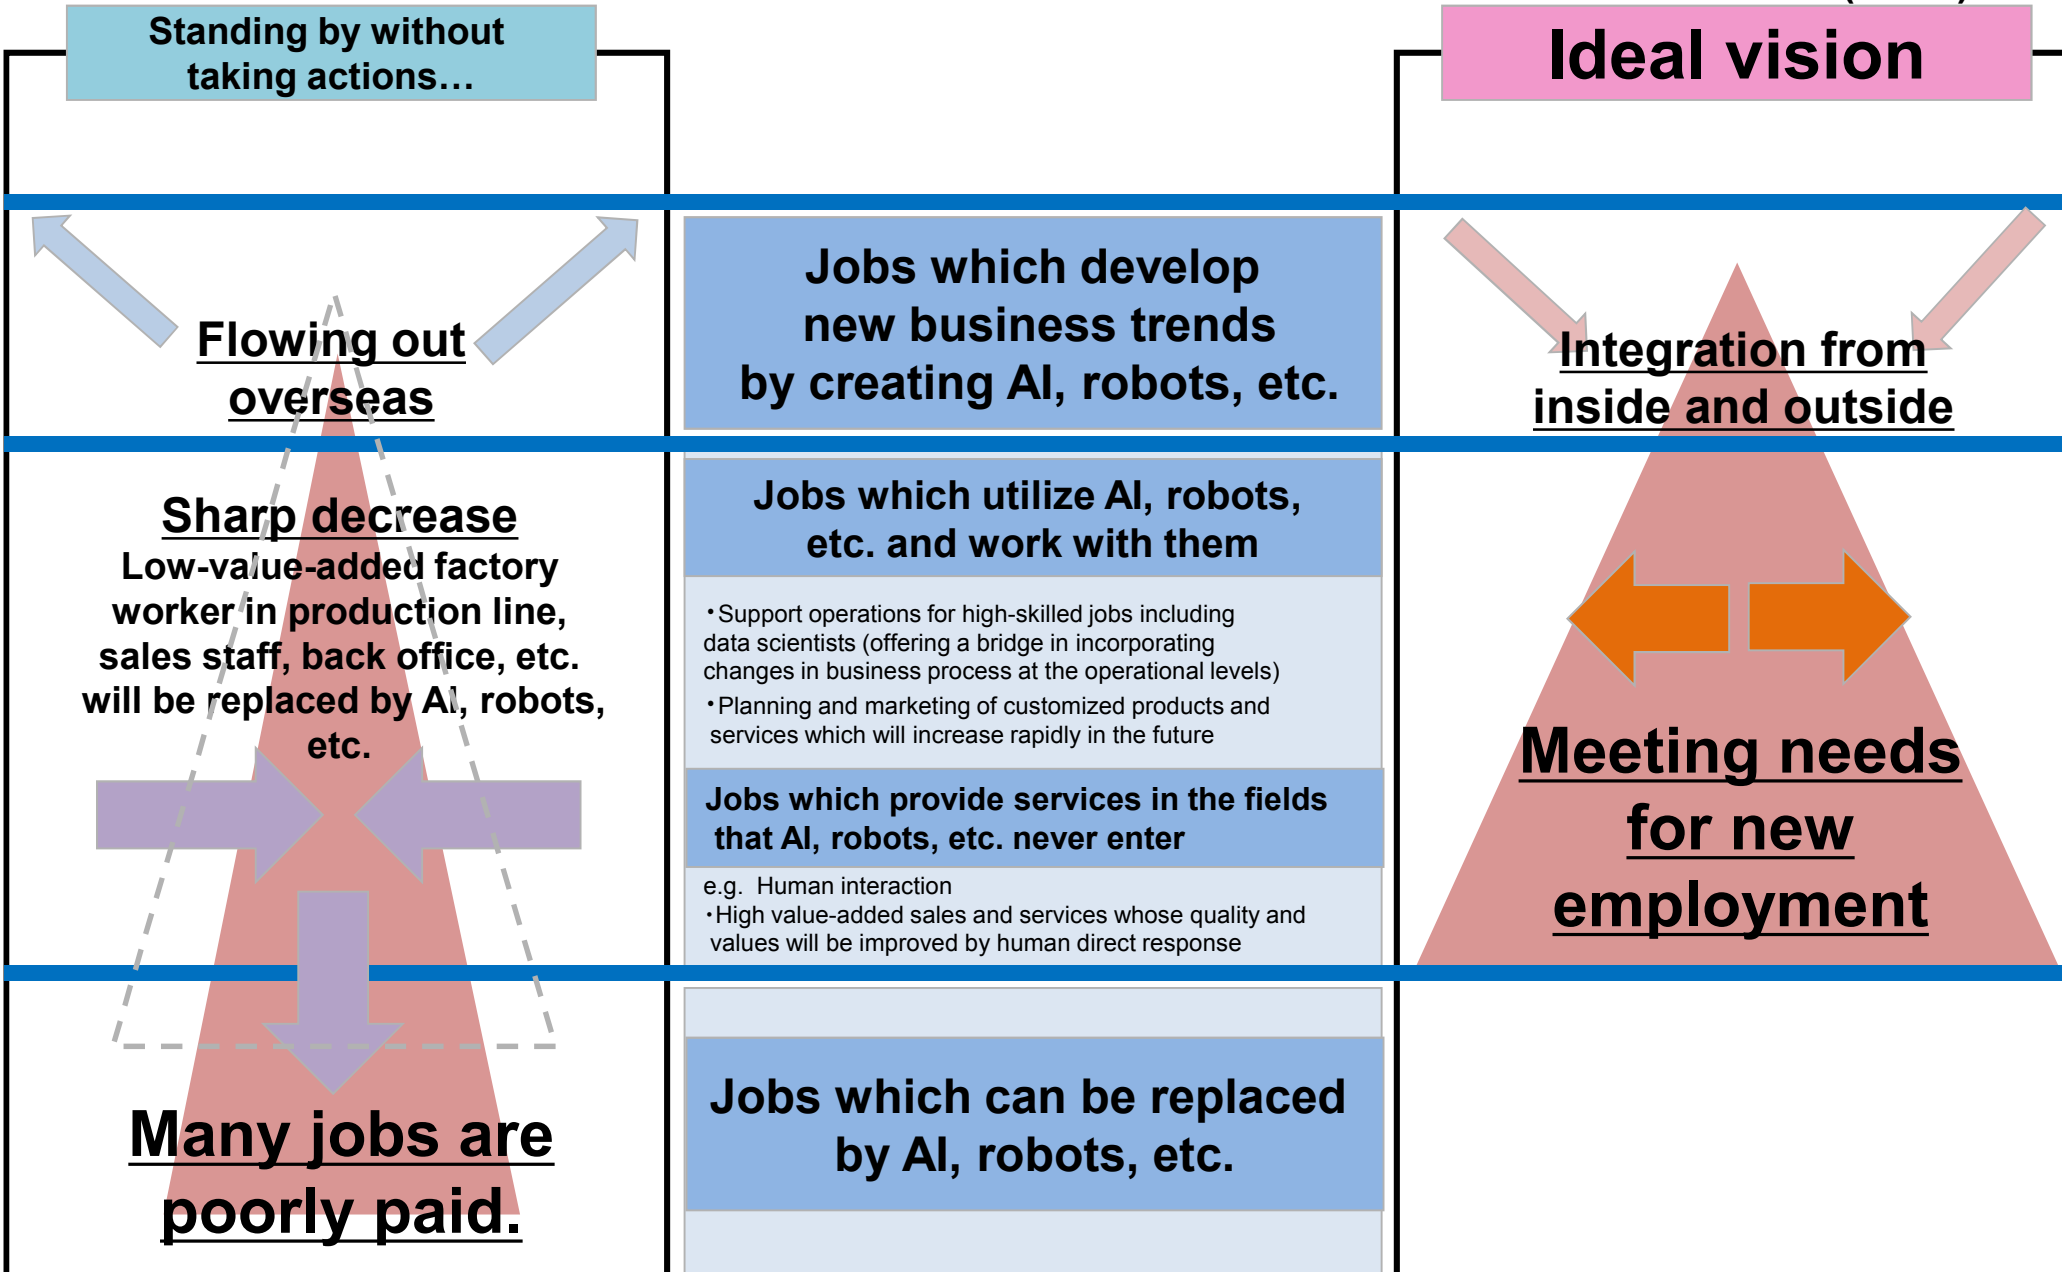 Standing by without
taking actions…
Ideal vision
Flowing out
overseas
Jobs which develop
new business trends
by creating AI, robots, etc.
Integration from
inside and outside
Sharp decrease
Low-value-added factory
worker in production line,
sales staff, back office, etc.
will be replaced by AI, robots,
etc.
Jobs which utilize AI, robots,
etc. and work with them
・Support operations for high-skilled jobs including
data scientists (offering a bridge in incorporating
changes in business process at the operational levels)
・Planning and marketing of customized products and
services which will increase rapidly in the future
Jobs which provide services in the fields
that AI, robots, etc. never enter
e.g. Human interaction
・High value-added sales and services whose quality and
values will be improved by human direct response
Meeting needs
for new
employment
Many jobs are
poorly paid.
Jobs which can be replaced
by AI, robots, etc.